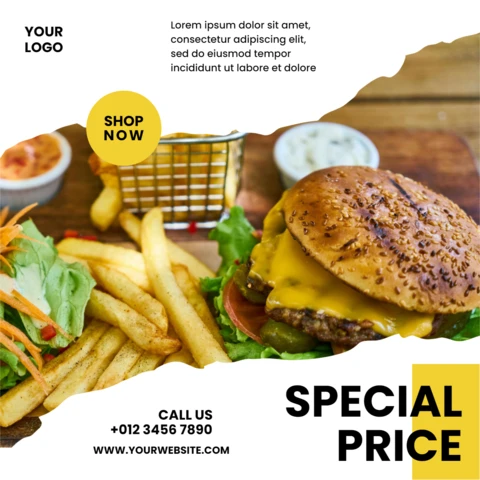 YOUR
LOGO
Lorem ipsum dolor sit amet,
consectetur adipiscing elit,
sed do eiusmod tempor
incididunt ut labore et dolore
SHOP
NOW
SPECIAL
PRICE
CALL US
+012 3456 7890
WWW.YOURWEBSITE.COM